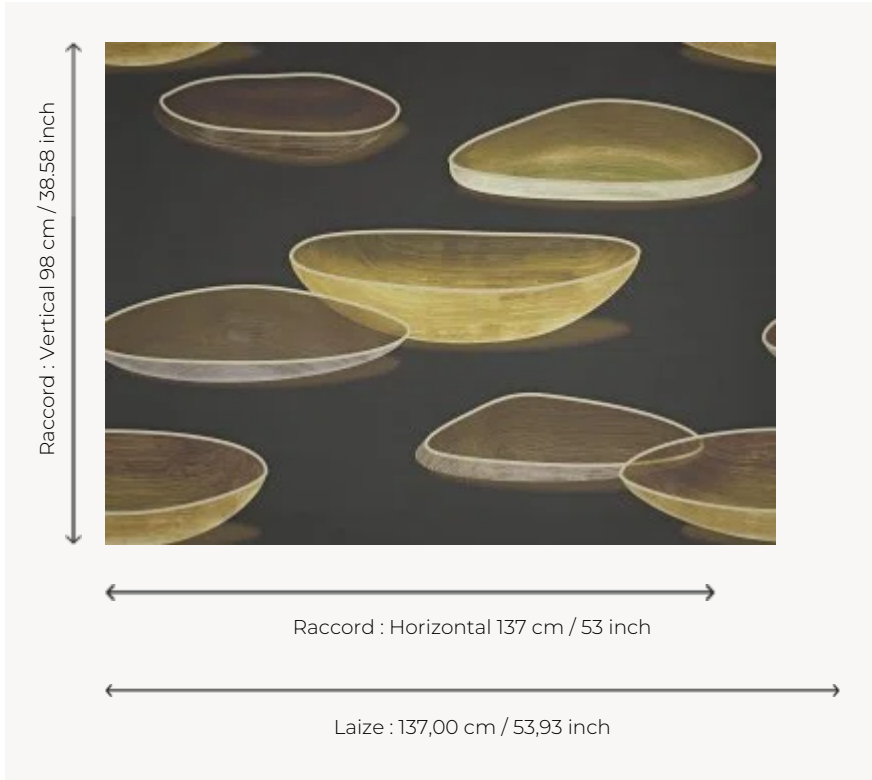 Raccord : Vertical 98 cm / 38.58 inch
Raccord : Horizontal 137 cm / 53 inch
Laize : 137,00 cm / 53,93 inch